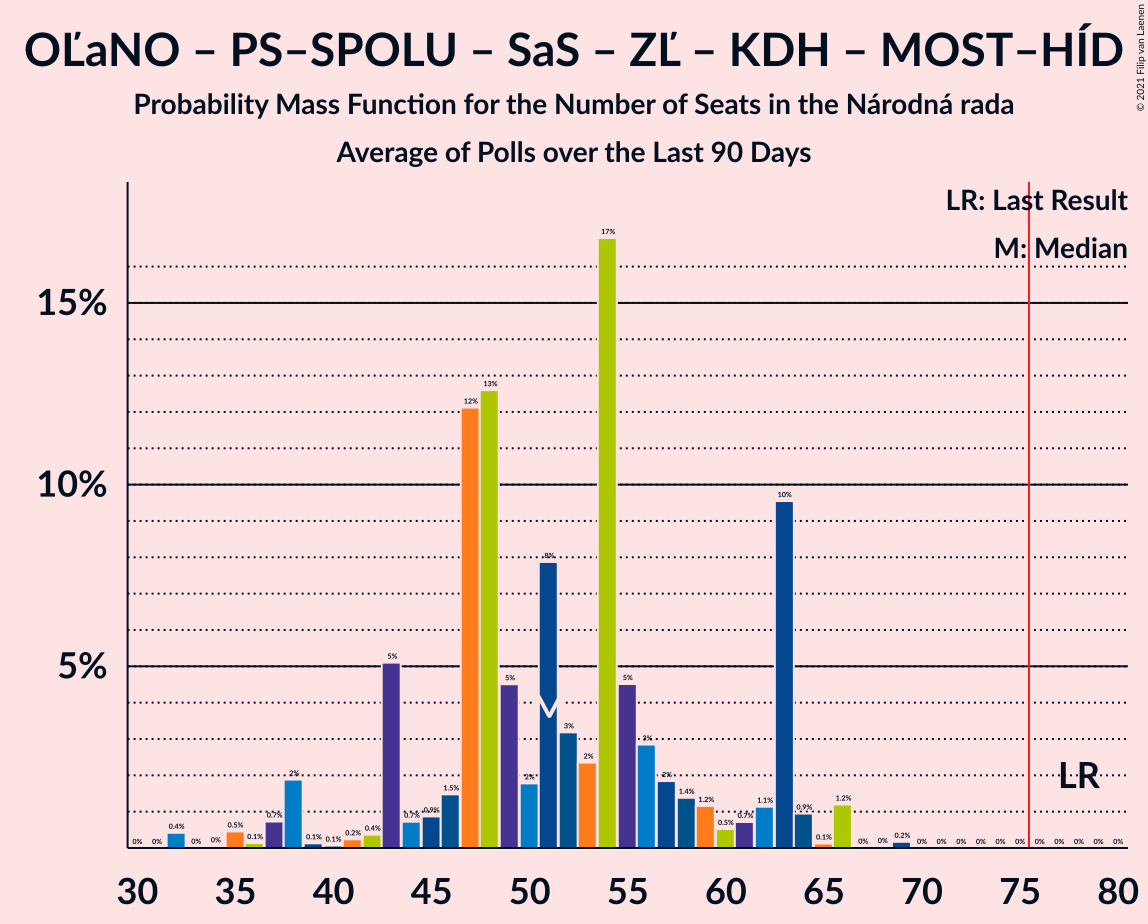 OĽaNO – PS–SPOLU – SaS – ZĽ – KDH – MOST–HÍD
Probability Mass Function for the Number of Seats in the Národná rada
Average of Polls over the Last 90 Days
© 2021 Filip van Laenen
LR: Last Result
M: Median
15%
10%
5%
0% 0% 0.4% 0% 0% 0.5% 0.1% 0.7% 2% 0.1% 0.1% 0.2% 0.4% 5% 0.7% 0.9% 1.5% 12% 13% 5% 2% 8% 3% 2% 17% 5% 3% 2% 1.4% 1.2% 0.5% 0.7% 1.1% 10% 0.9% 0.1% 1.2% 0% 0% 0.2% 0% 0% 0% 0% 0% 0% 0% 0% 0% 0% 0%
LR
30 35 40 45 50 55 60 65 70 75 80